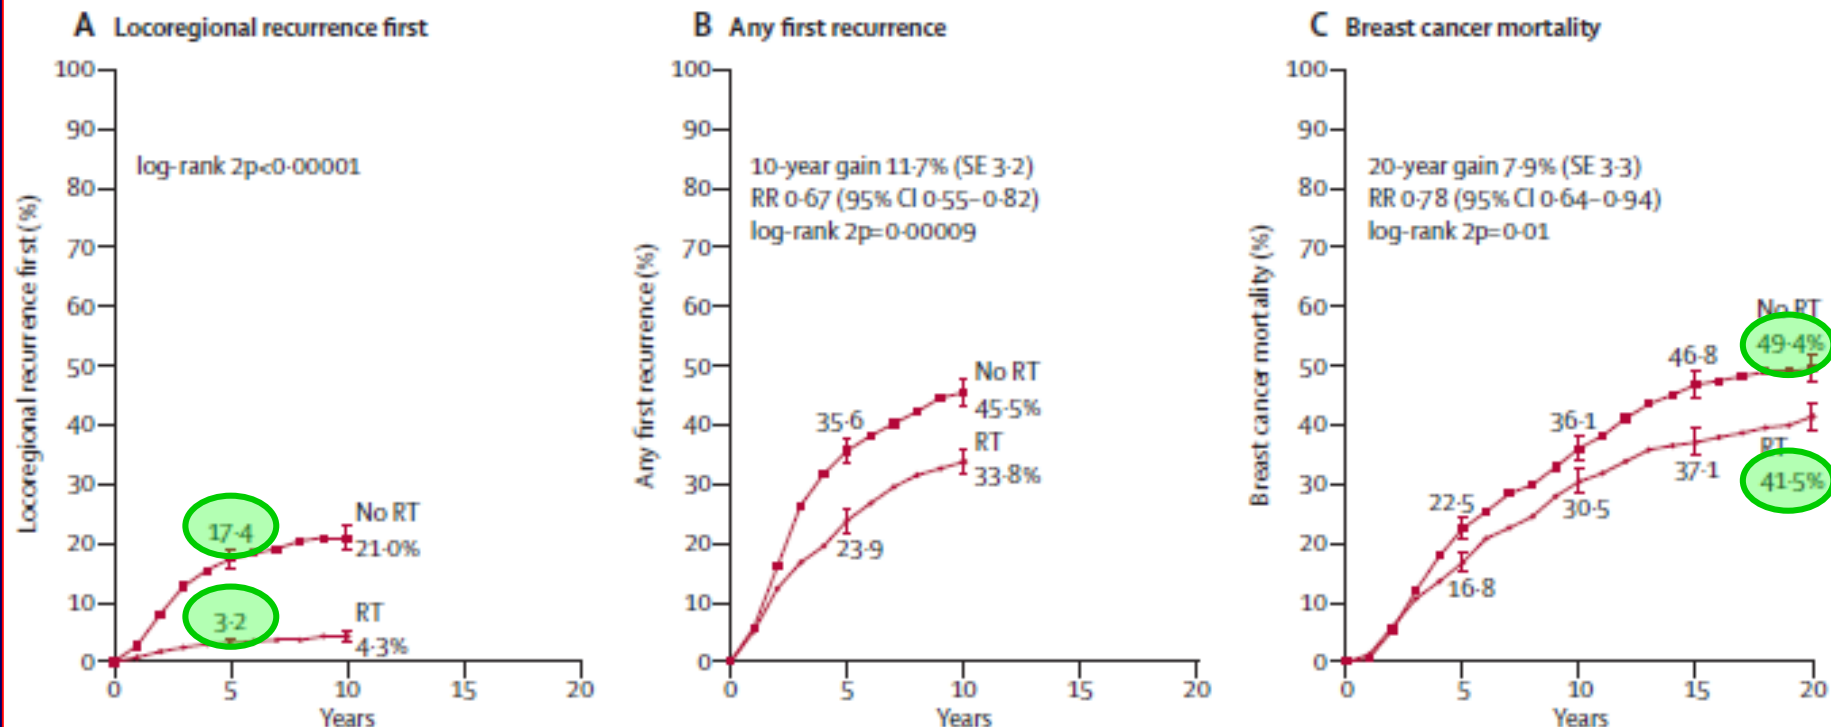 A Locoregional recurrence first
Locoregional recurrence first (%)
100
90
80
70
60
50
40
30
20
10
0
log-rank 2p<0·00001
17·4
No RT
21·0%
3·2
RT
4·3%
0 5 10 15 20
Years
B Any first recurrence
Any first recurrence (%)
100
90
80
70
60
50
40
30
20
10
0
10-year gain 11·7% (SE 3·2)
RR 0·67 (95% CI 0·55–0·82)
log-rank 2p=0·00009
35·6
No RT
45·5%
RT
33·8%
23·9
0 5 10 15 20
Years
C Breast cancer mortality
Breast cancer mortality (%)
100
90
80
70
60
50
40
30
20
10
0
20-year gain 7·9% (SE 3·3)
RR 0·78 (95% CI 0·64–0·94)
log-rank 2p=0·01
No RT
49·4%
46·8
36·1
22·5
RT
41·5%
37·1
30·5
16·8
0 5 10 15 20
Years